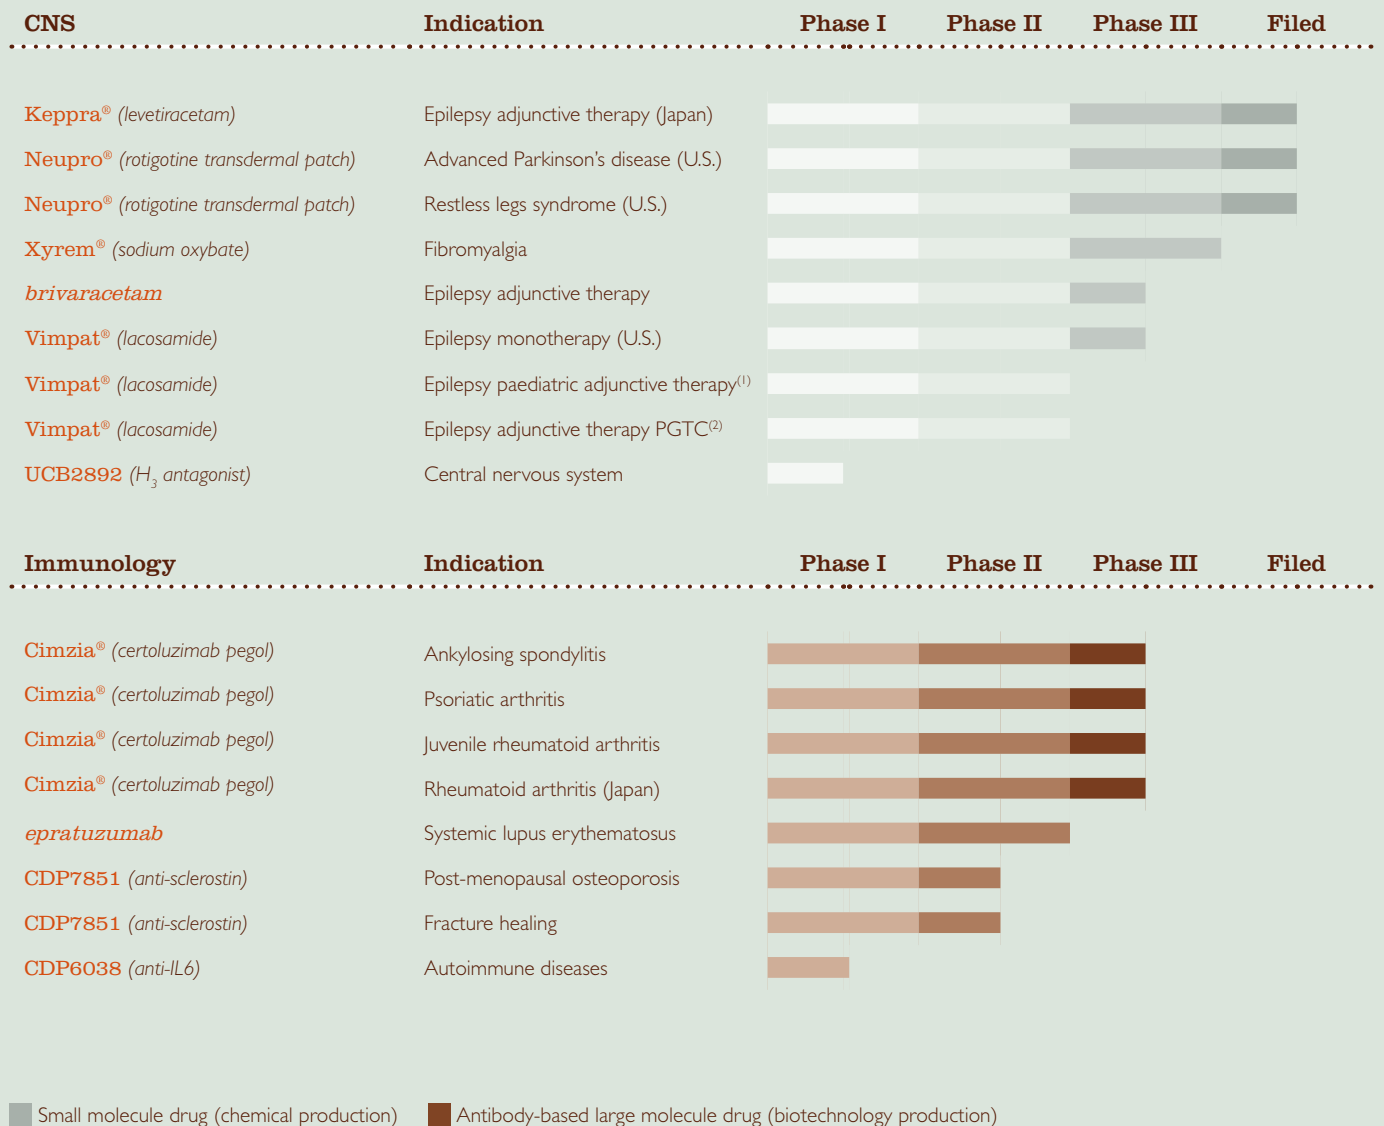 CNS Indication Phase I Phase II Phase III Filed
Keppra® (levetiracetam) Epilepsy adjunctive therapy (Japan)
Neupro® (rotigotine transdermal patch) Advanced Parkinson's disease (U.S.)
Neupro® (rotigotine transdermal patch) Restless legs syndrome (U.S.)
Xyrem® (sodium oxybate) Fibromyalgia
brivaracetam Epilepsy adjunctive therapy
Vimpat® (lacosamide) Epilepsy monotherapy (U.S.)
Vimpat® (lacosamide) Epilepsy paediatric adjunctive therapy(1)
Vimpat® (lacosamide) Epilepsy adjunctive therapy PGTC(2)
UCB2892 (H3 antagonist) Central nervous system
Immunology Indication Phase I Phase II Phase III Filed
Cimzia® (certoluzimab pegol) Ankylosing spondylitis
Cimzia® (certoluzimab pegol) Psoriatic arthritis
Cimzia® (certoluzimab pegol) Juvenile rheumatoid arthritis
Cimzia® (certoluzimab pegol) Rheumatoid arthritis (Japan)
epratuzumab Systemic lupus erythematosus
CDP7851 (anti-sclerostin) Post-menopausal osteoporosis
CDP7851 (anti-sclerostin) Fracture healing
CDP6038 (anti-IL6) Autoimmune diseases
Small molecule drug (chemical production) Antibody-based large molecule drug (biotechnology production)